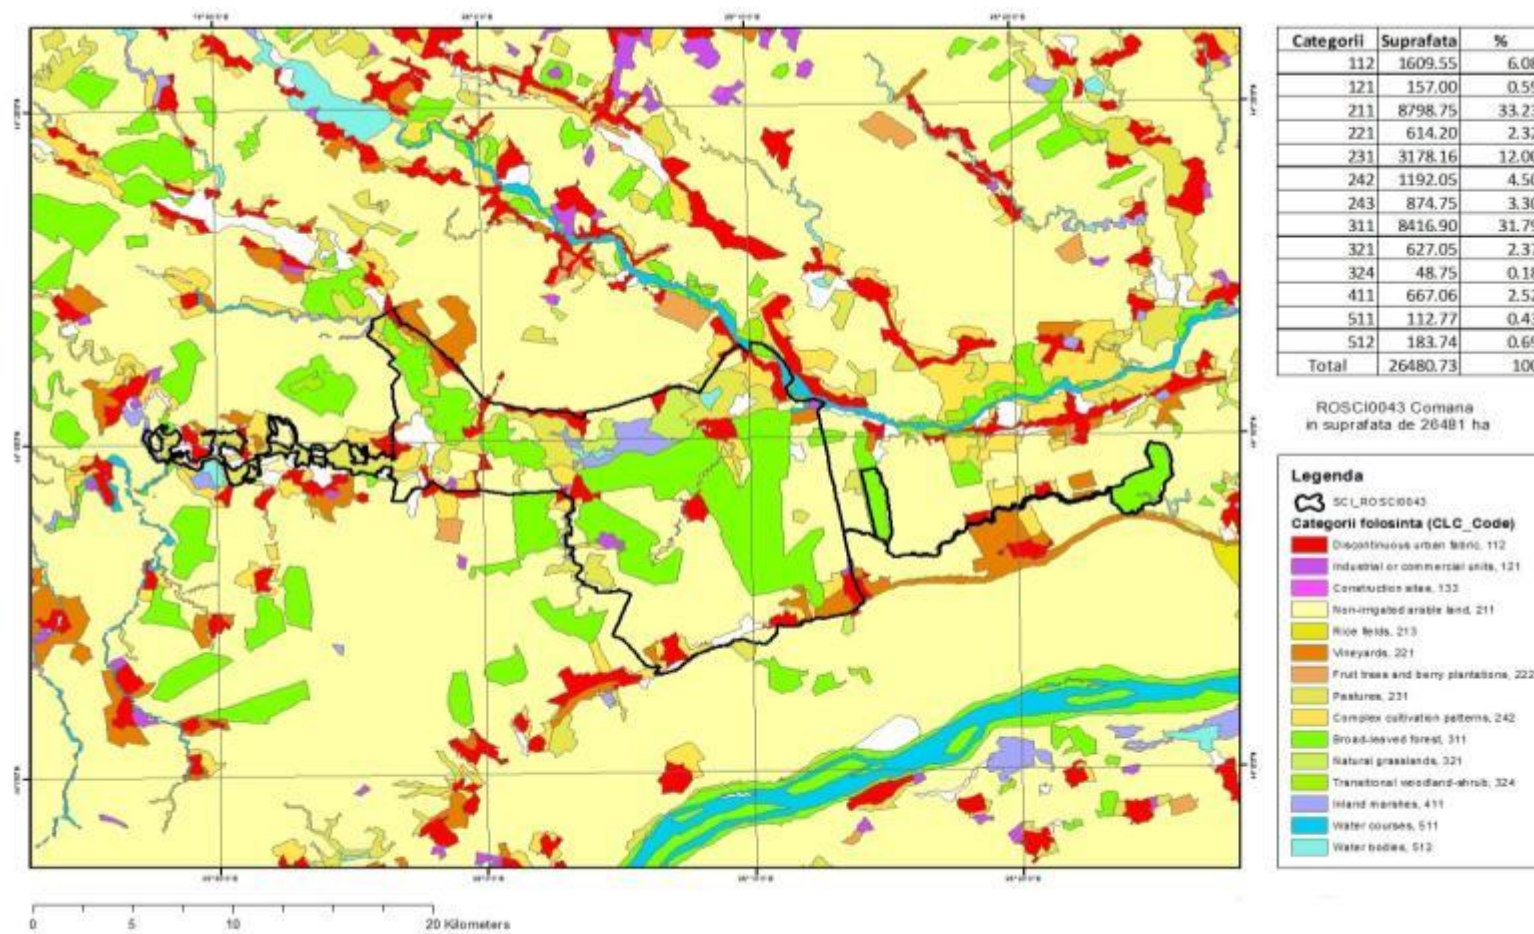 Categorii Suprafata %
112 1609.55 6.08
121 157.00 0.59
211 8798.75 33.23
221 614.20 2.32
231 3178.16 12.00
242 1192.05 4.50
243 874.75 3.30
311 8416.90 31.79
321 627.05 2.37
324 48.75 0.18
411 667.06 2.52
511 112.77 0.43
512 183.74 0.69
Total 26480.73 100
ROSCI0043 Comana
in suprafata de 26481 ha
Legenda
SCI_ROSCI0043
Categorii folosinta (CLC_Code)
Discontinuous urban fabric, 112
Industrial or commercial units, 121
Construction sites, 133
Non-irrigated arable land, 211
Rice fields, 213
Vineyards, 221
Fruit trees and berry plantations, 222
Pastures, 231
Complex cultivation patterns, 242
Broad-leaved forest, 311
Natural grasslands, 321
Transitional woodland-shrub, 324
Inland marshes, 411
Water courses, 511
Water bodies, 512
0 5 10 20 Kilometers